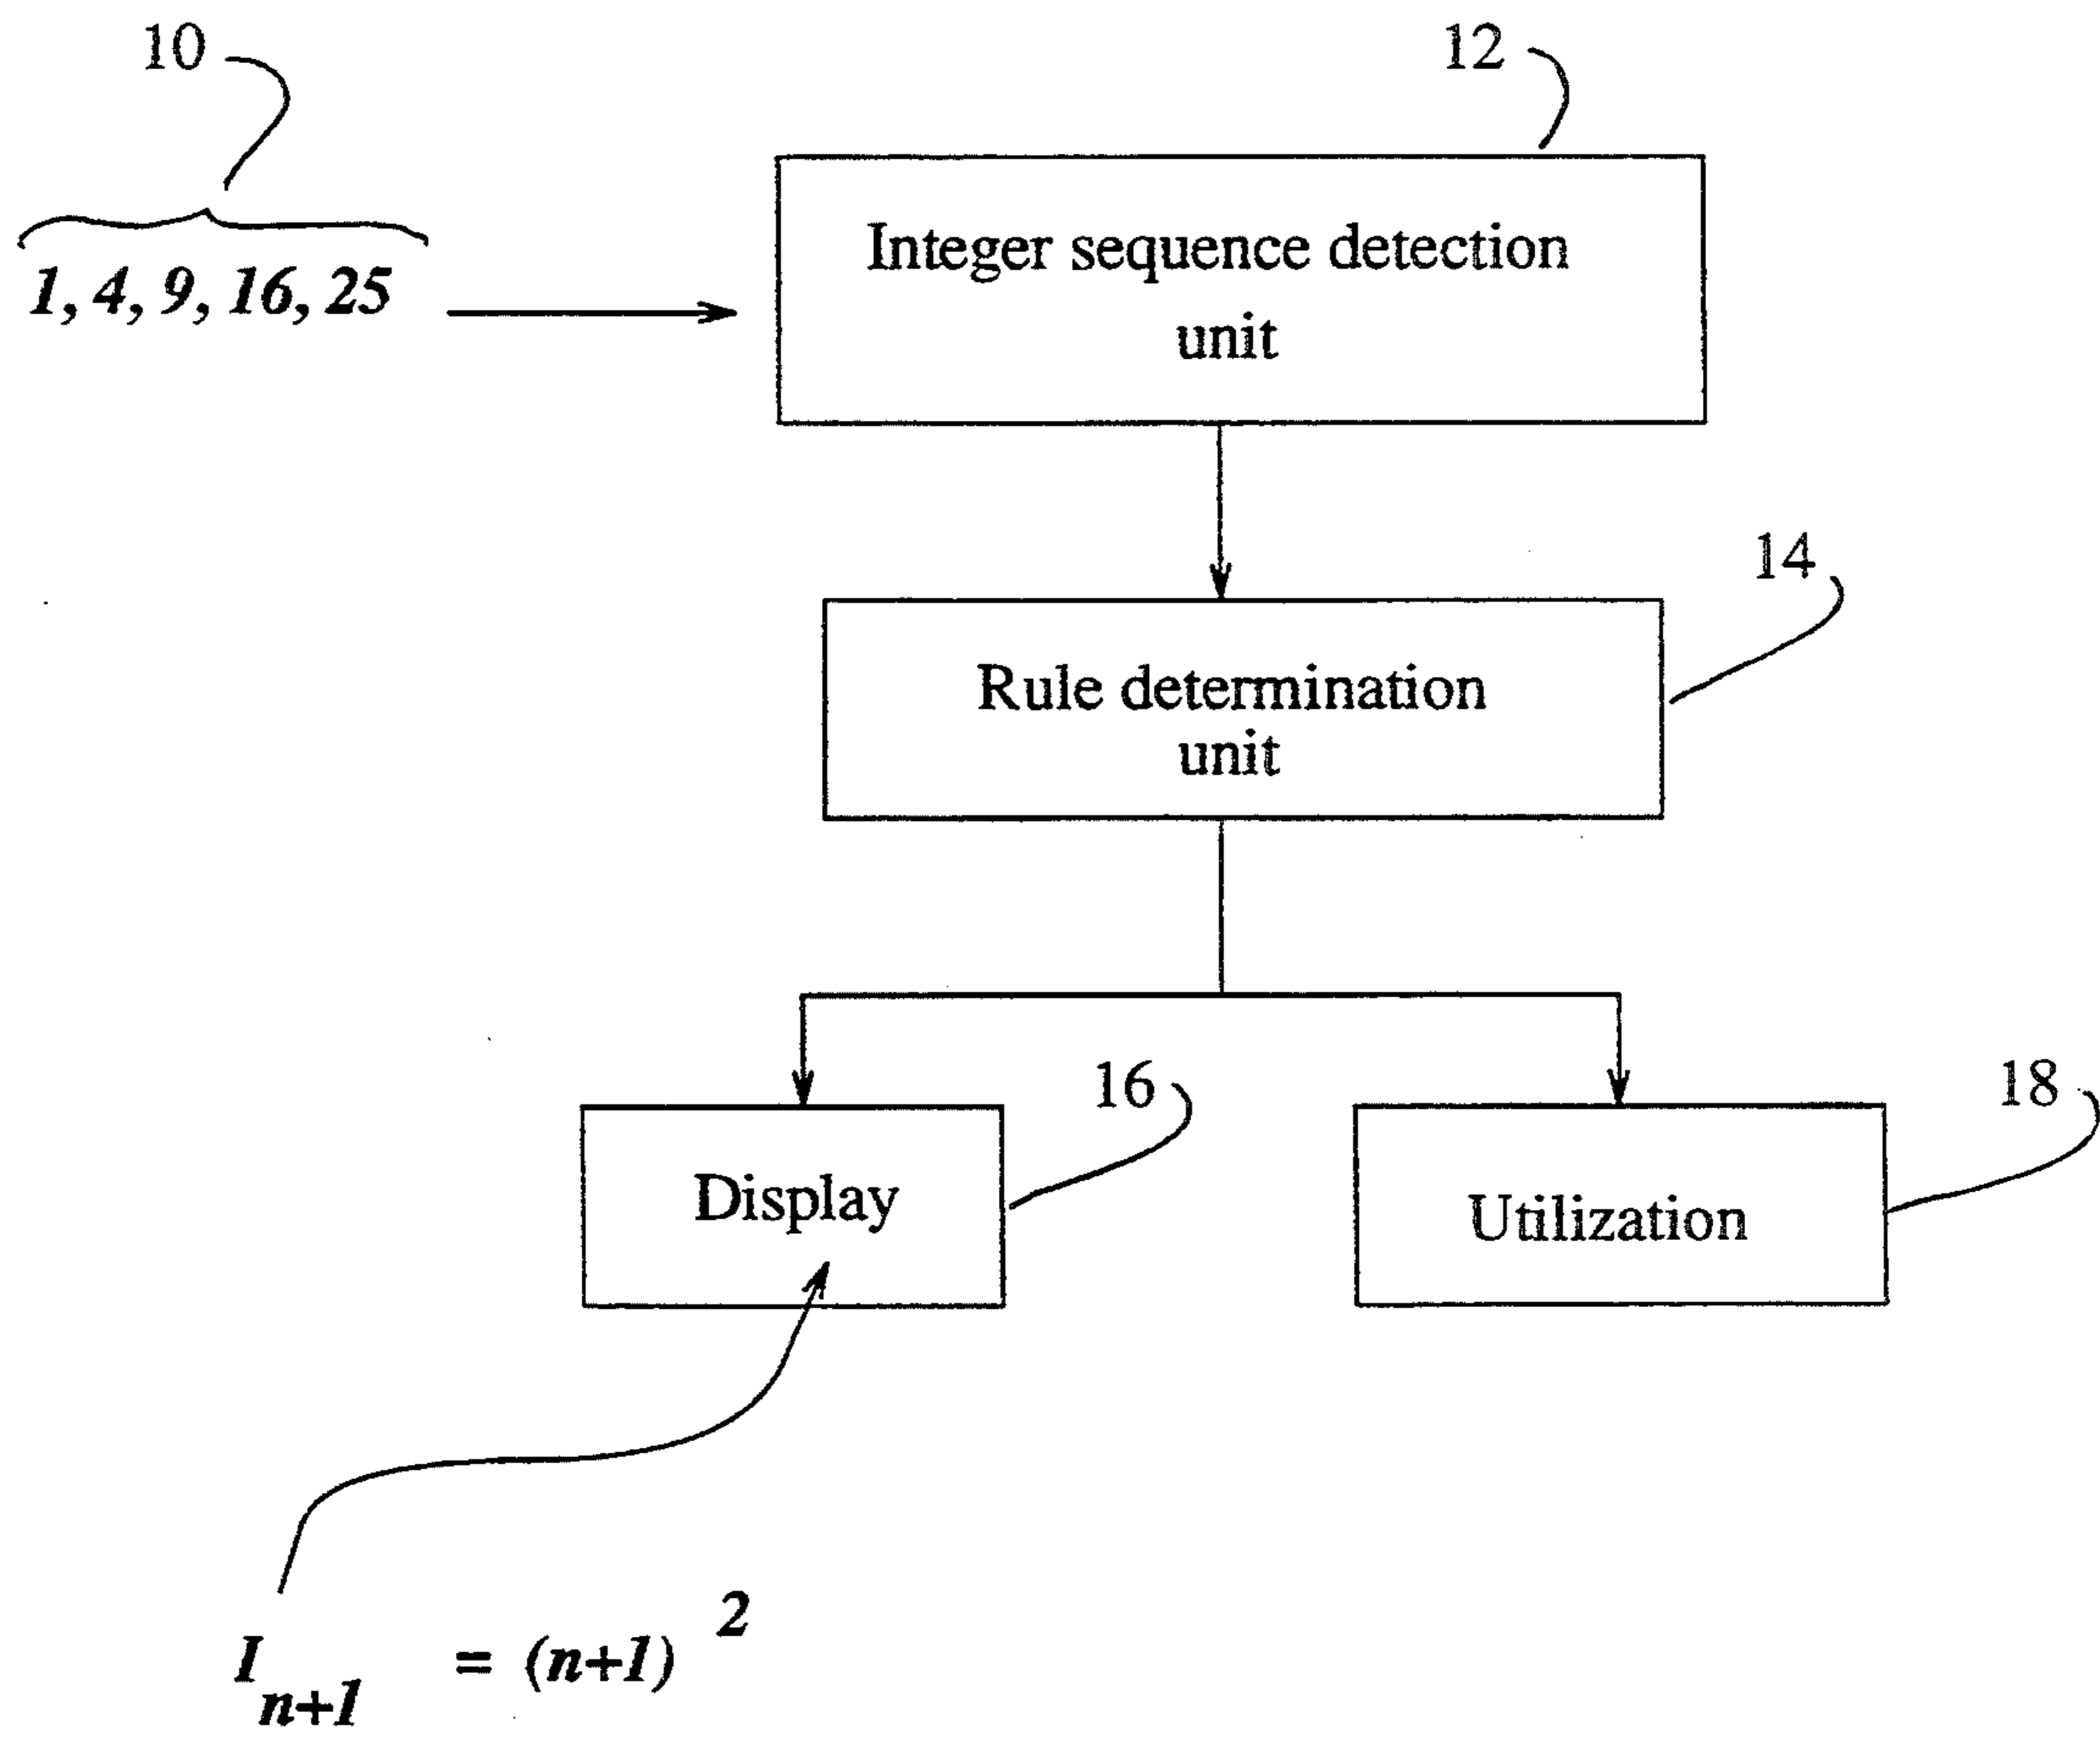 10
12
1, 4, 9, 16, 25
Integer sequence detection
unit
14
Rule determination
unit
16
18
Display
Utilization
I n+1 = (n+1) 2